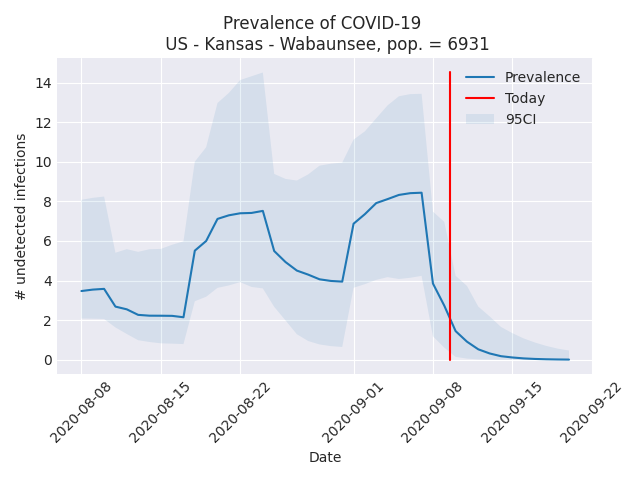 Prevalence of COVID-19
US - Kansas - Wabaunsee, pop. = 6931
Prevalence
Today
95CI
# undetected infections
14
12
10
8
6
4
2
0
2020-08-08
2020-08-15
2020-08-22
2020-09-01
2020-09-08
2020-09-15
2020-09-22
Date